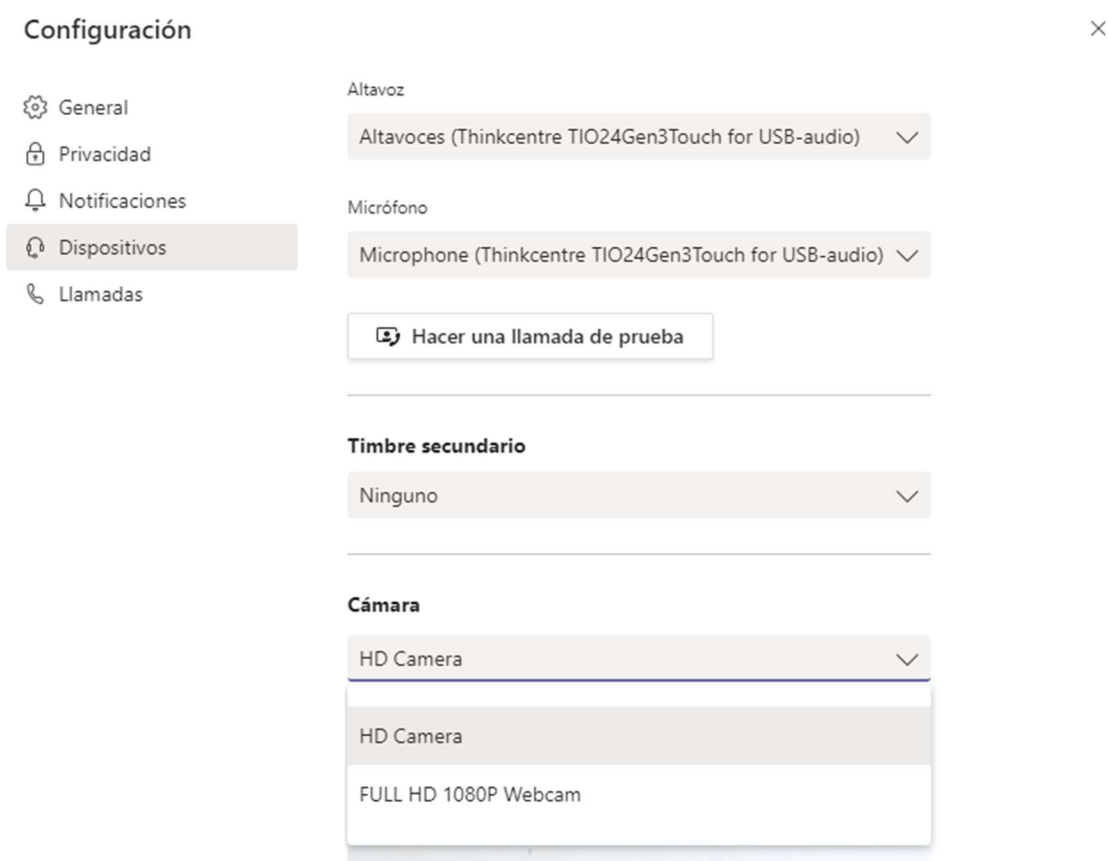 Configuración
General
Privacidad
Notificaciones
Dispositivos
Llamadas
Altavoz
Altavoces (Thinkcentre TIO24Gen3Touch for USB-audio)
Micrófono
Microphone (Thinkcentre TIO24Gen3Touch for USB-audio)
Hacer una llamada de prueba
Timbre secundario
Ninguno
Cámara
HD Camera
HD Camera
FULL HD 1080P Webcam